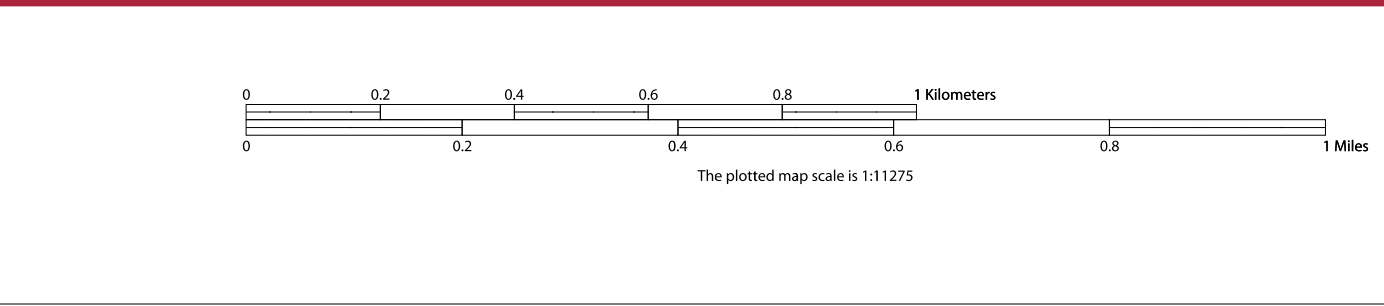 0 0.2 0.4 0.6 0.8 1 Kilometers
0 0.2 0.4 0.6 0.8 1 Miles
The plotted map scale is 1:11275